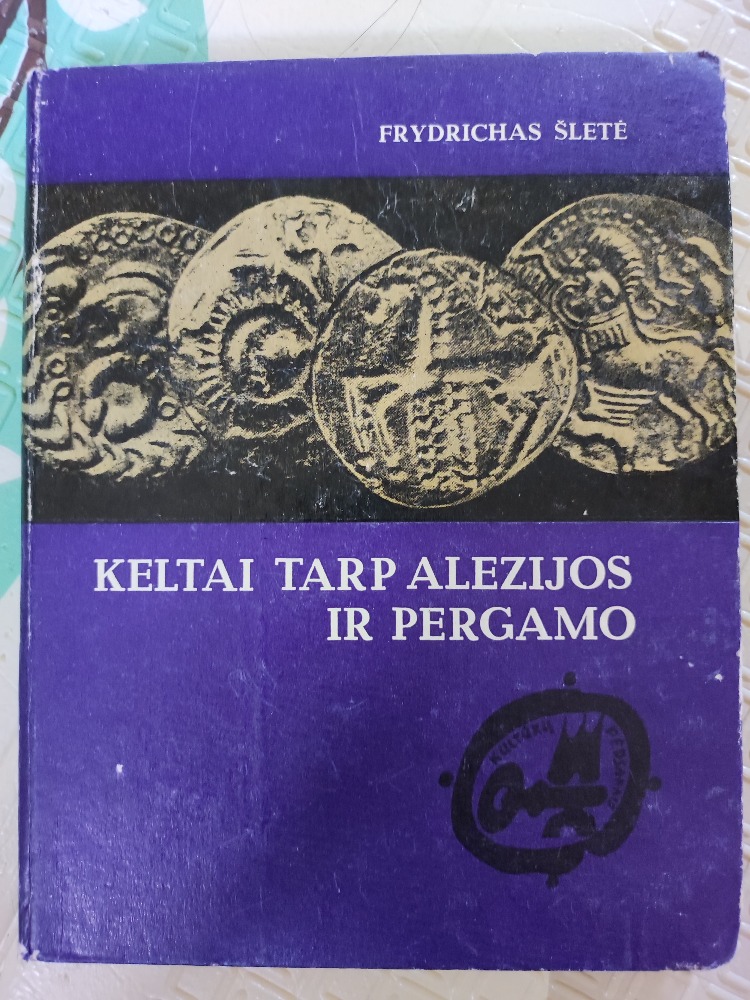 FRYDRICHAS ŠLETĖ
KELTAI TARP ALEZIJOS
IR PERGAMO